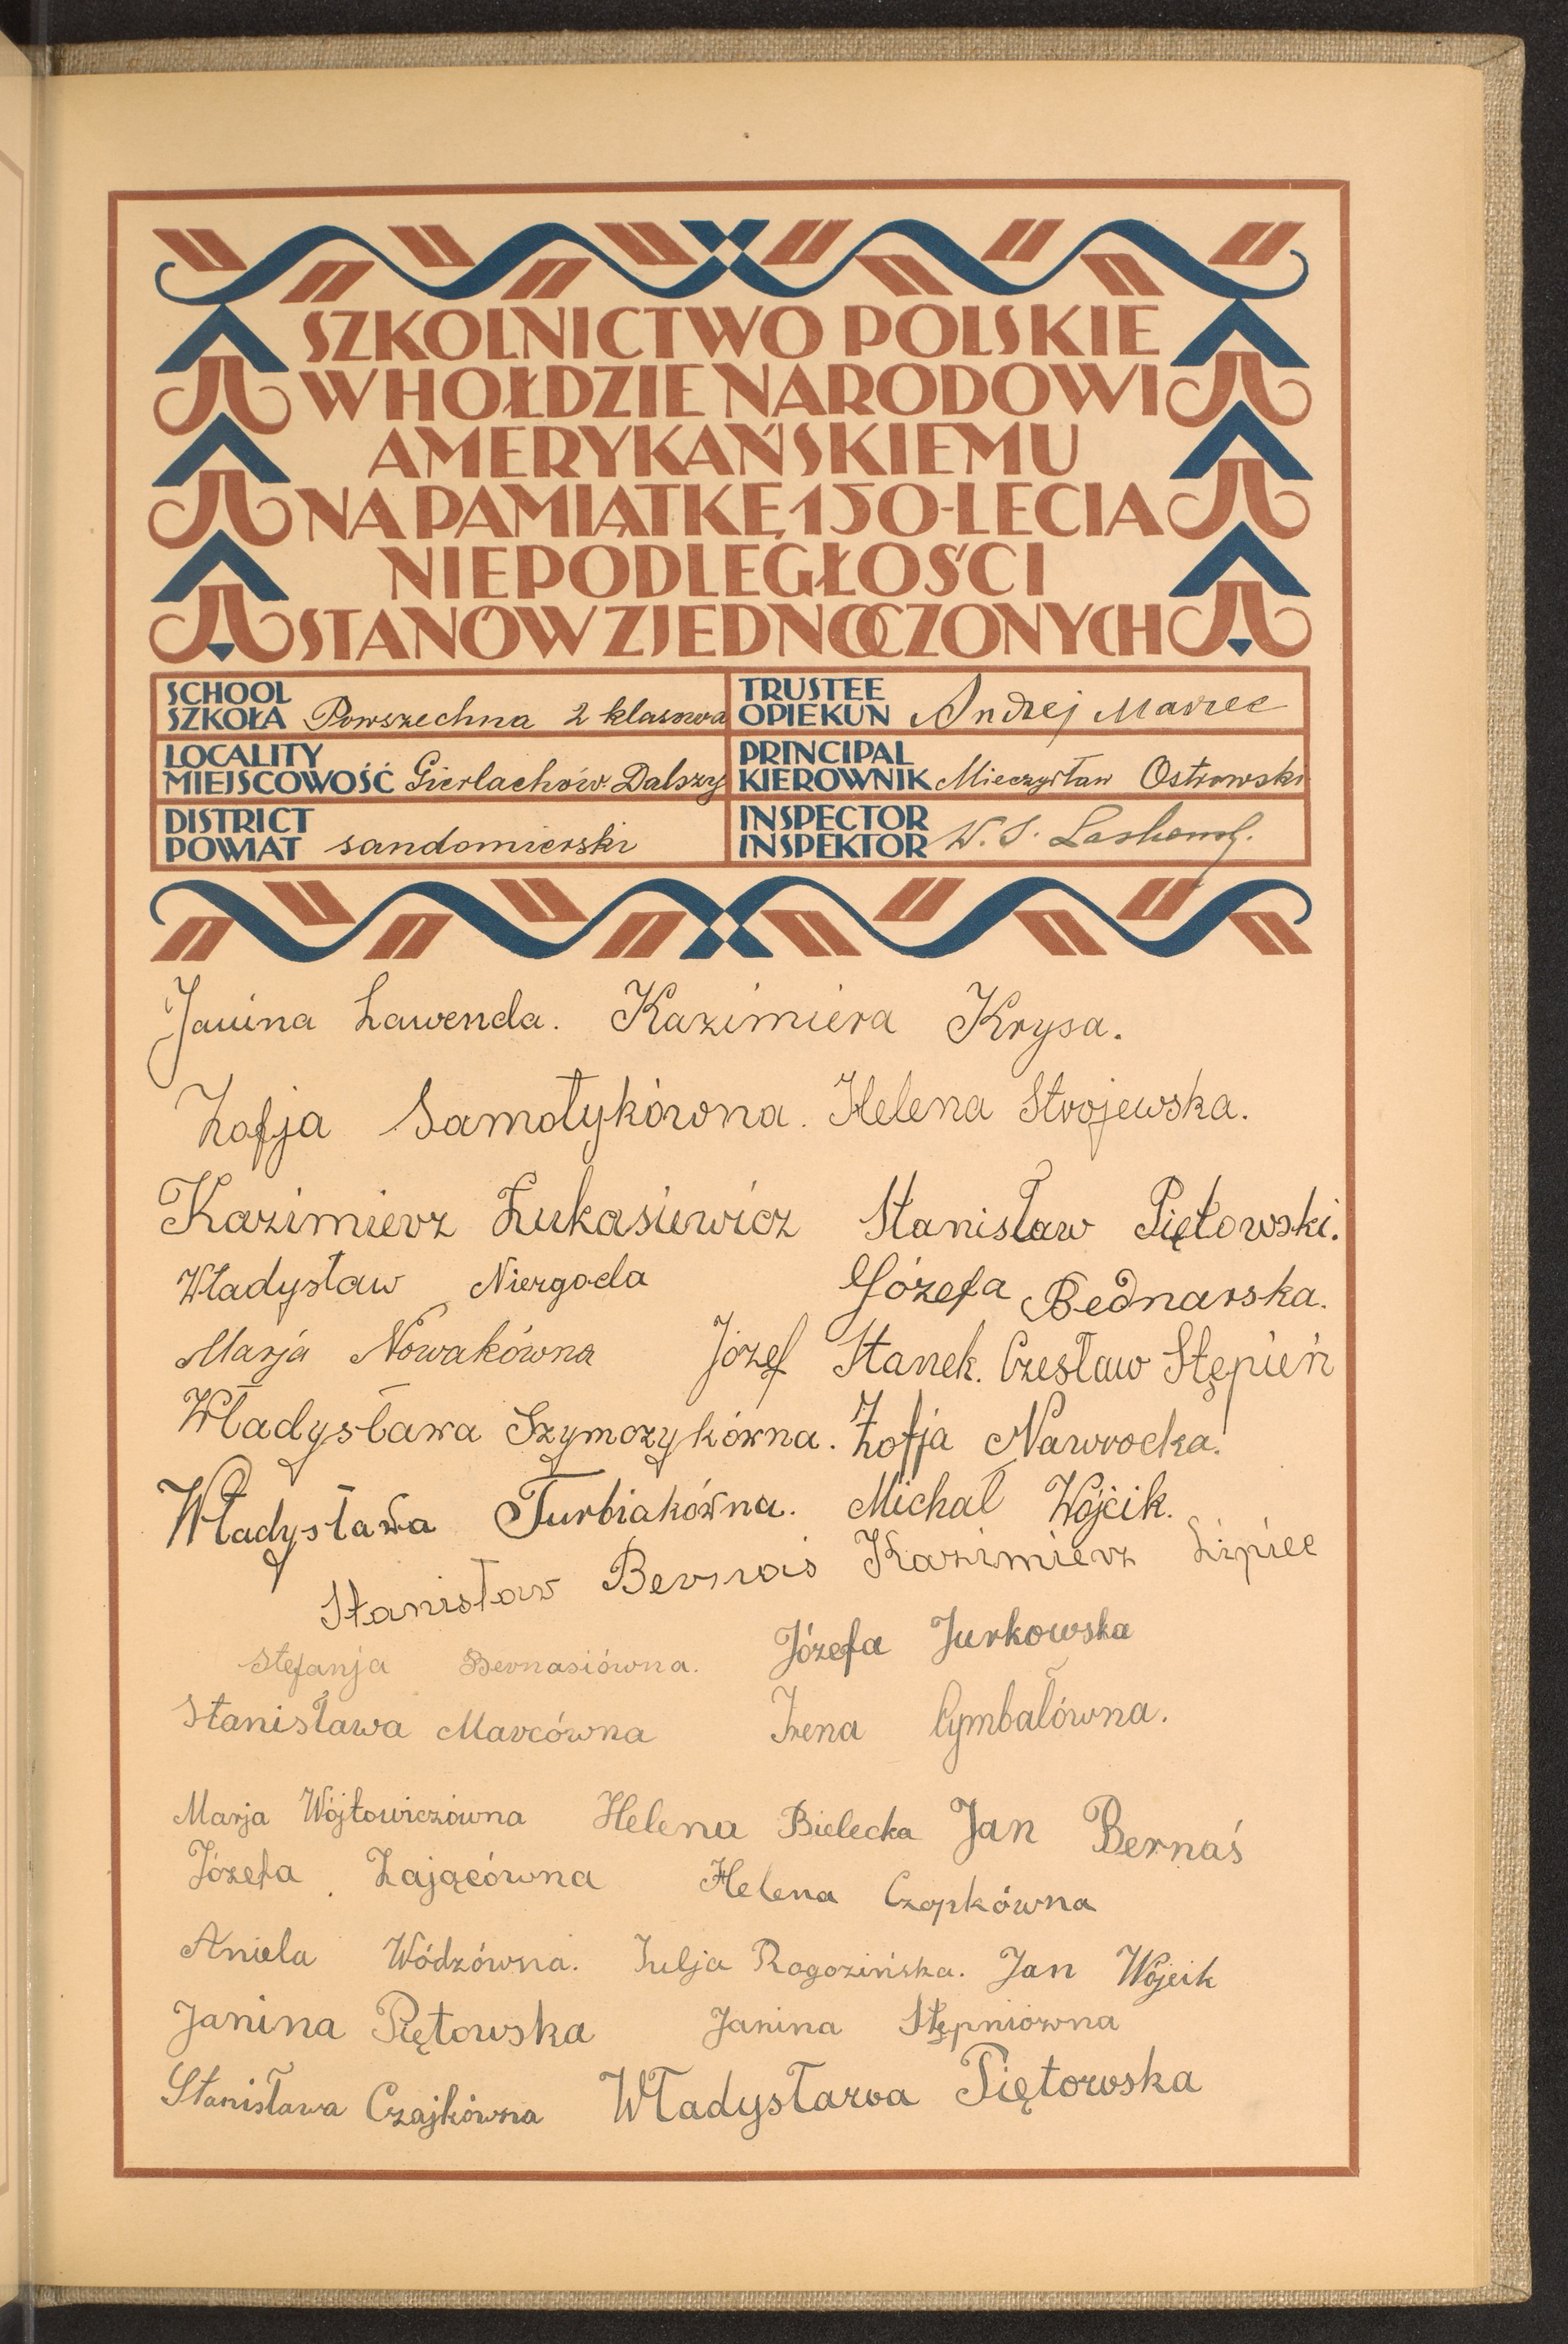 SZKOLNICTWO POLSKIE
W HOŁDZIE NARODOWI
AMERYKAŃSKIEMU
NA PAMIĄTKĘ 150-LECIA
NIEPODLEGŁOŚCI
STANÓW ZJEDNOCZONYCH
SCHOOL
SZKOŁA Powszechna 2 klasowa
TRUSTEE
OPIEKUN Andrzej Marzec
LOCALITY
MIEJSCOWOŚĆ Gierlachów Dalszy
PRINCIPAL
KIEROWNIK Mieczysław Ostrowski
DISTRICT
POWIAT sandomierski
INSPECTOR
INSPEKTOR W. S.
Janina Lawenda. Kazimiera Krysa.
Zofja Samotykówna. Helena Strojewska.
Kazimierz Łukasiewicz Stanisław Piętowski.
Władysław Niezgoda Józefa Bednarska.
Marja Nowakówna Józef Stanek. Czesław Stępień
Władysława Szymczykówna. Zofja Nawrocka.
Władysława Turbiakówna. Michał Wójcik.
Stanisław Bernaś Kazimierz Lipiec
Stefanja Bernasiówna. Józefa Jurkowska
Stanisława Marcówna Irena Cymbałówna.
Marja Wójtowiczówna Helena Bielecka Jan Bernaś
Józefa Zającówna Helena Czopkówna
Aniela Wódzówna. Julja Rogozińska. Jan Wójcik
Janina Piętowska Janina Stępniówna
Stanisława Czajkówna Władysława Piętowska